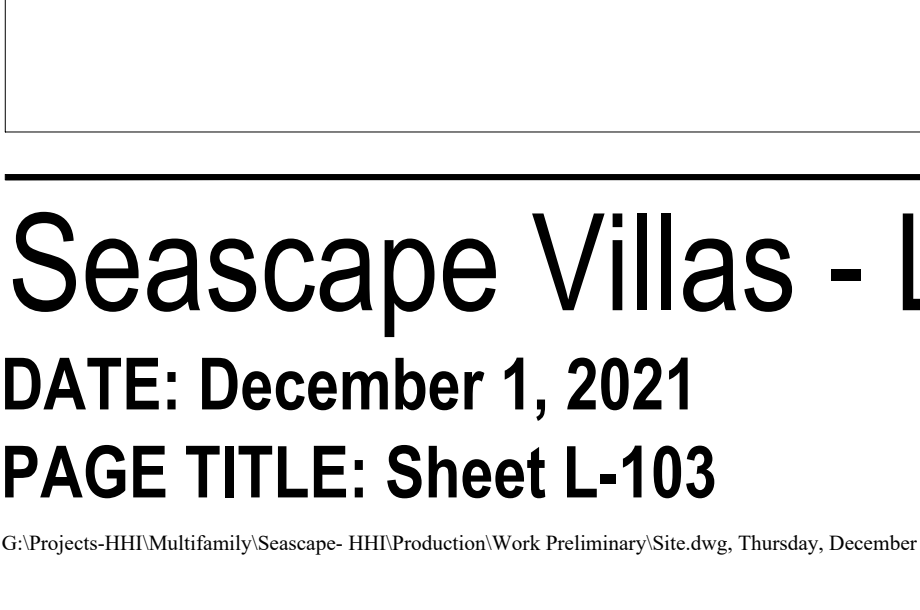 Seascape Villas - L
DATE: December 1, 2021
PAGE TITLE: Sheet L-103
G:\Projects-HHI\Multifamily\Seascape- HHI\Production\Work Preliminary\Site.dwg, Thursday, December